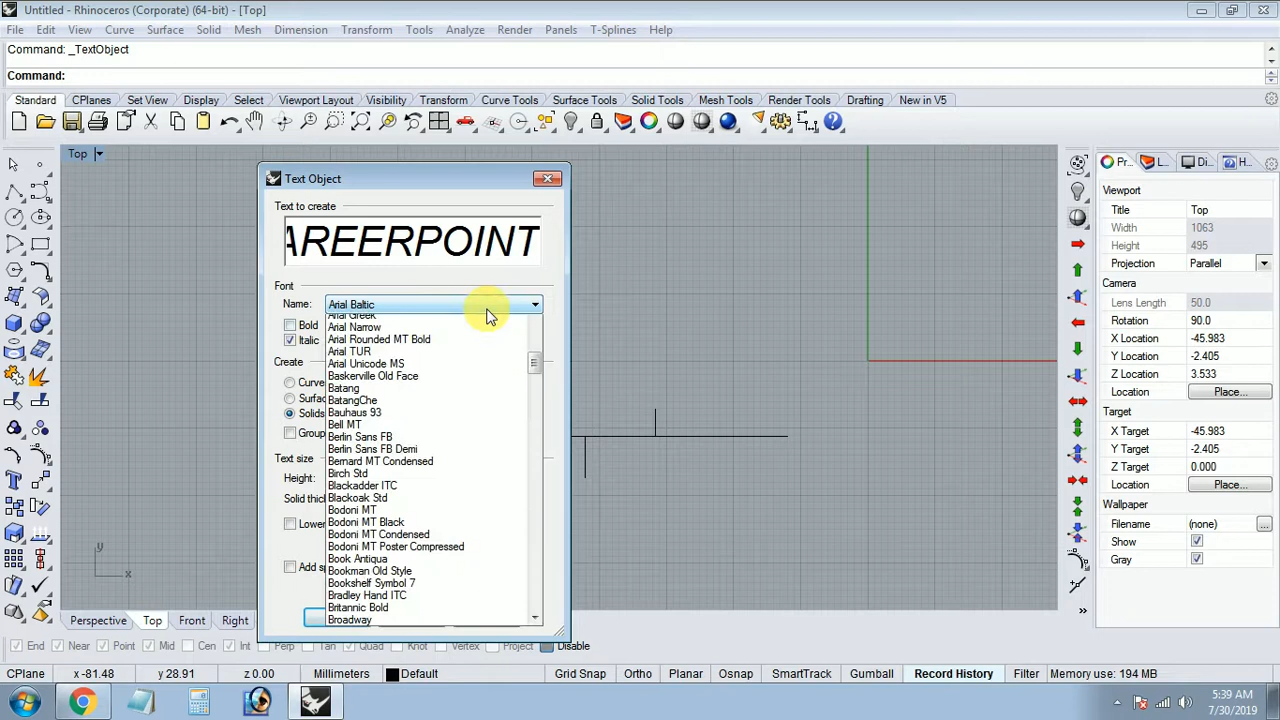 Untitled - Rhinoceros (Corporate) (64-bit) - [Top]
File Edit View Curve Surface Solid Mesh Dimension Transform Tools Analyze Render Panels T-Splines Help
Command: _TextObject
Command:
Standard CPlanes Set View Display Select Viewport Layout Visibility Transform Curve Tools Surface Tools Solid Tools Mesh Tools Render Tools Drafting New in V5
Top
Text Object
Text to create
AREERPOINT
Font
Name: Arial Baltic
Bold
Italic
Create
Solids
Text size
Height:
Arial Greek
Arial Narrow
Arial Rounded MT Bold
Arial TUR
Arial Unicode MS
Baskerville Old Face
Batang
BatangChe
Bauhaus 93
Bell MT
Berlin Sans FB
Berlin Sans FB Demi
Bernard MT Condensed
Birch Std
Blackadder ITC
Blackoak Std
Bodoni MT
Bodoni MT Black
Bodoni MT Condensed
Bodoni MT Poster Compressed
Book Antiqua
Bookman Old Style
Bookshelf Symbol 7
Bradley Hand ITC
Britannic Bold
Broadway
y
x
Pr... L... Di... H...
Viewport
Title Top
Width 1063
Height 495
Projection Parallel
Camera
Lens Length 50.0
Rotation 90.0
X Location -45.983
Y Location -2.405
Z Location 3.533
Location Place...
Target
X Target -45.983
Y Target -2.405
Z Target 0.000
Location Place...
Wallpaper
Filename (none) ...
Show
Gray
Perspective Top Front Right
End Near Point Mid Cen Int Perp Tan Quad Knot Vertex Project Disable
CPlane x -81.48 y 28.91 z 0.00 Millimeters Default Grid Snap Ortho Planar Osnap SmartTrack Gumball Record History Filter Memory use: 194 MB
5:39 AM
7/30/2019